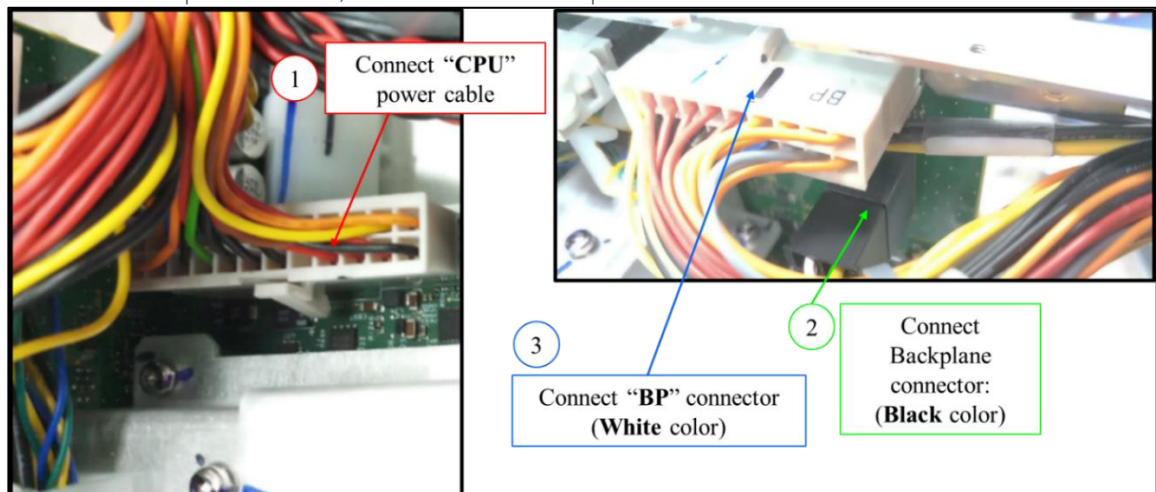 1
Connect “CPU”
power cable
BP
3
Connect “BP” connector
(White color)
2
Connect
Backplane
connector:
(Black color)